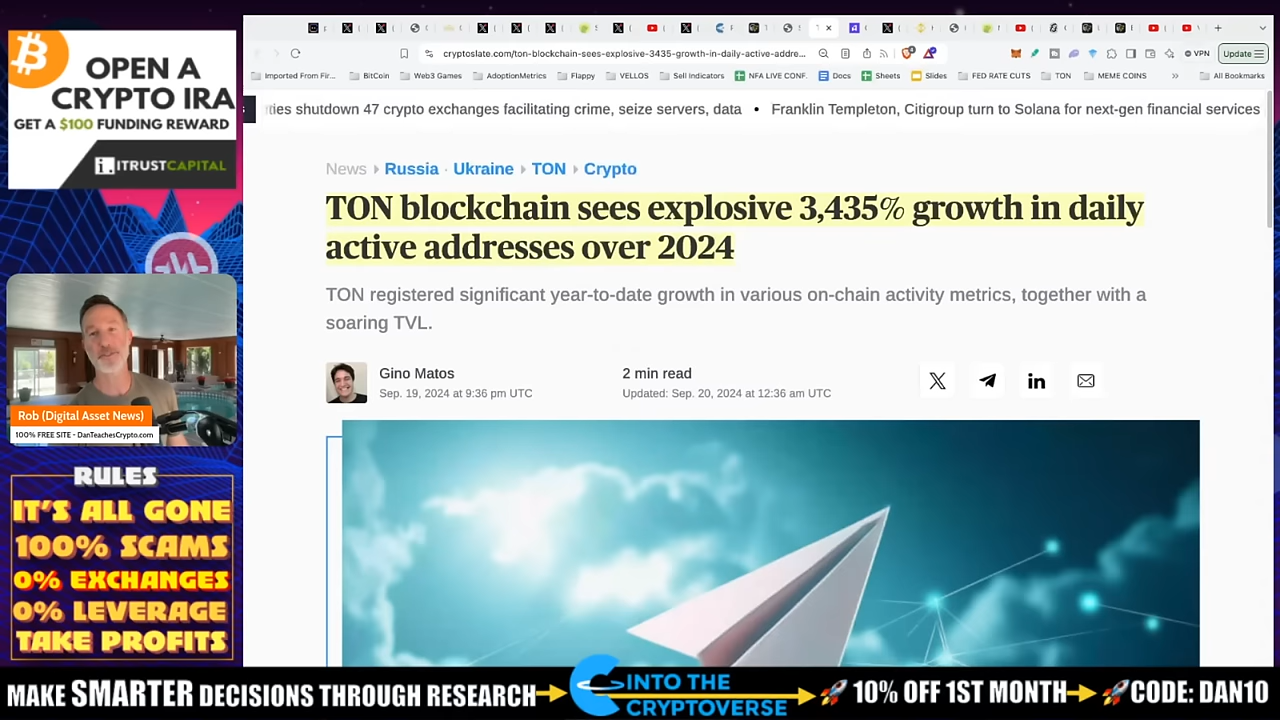 OPEN A
CRYPTO IRA
GET A $100 FUNDING REWARD
ITRUSTCAPITAL
Rob (Digital Asset News)
100% FREE SITE - DanTeachesCrypto.com
RULES
IT'S ALL GONE
100% SCAMS
0% EXCHANGES
0% LEVERAGE
TAKE PROFITS
cryptoslate.com/ton-blockchain-sees-explosive-3435-growth-in-daily-active-addre...
VPN
Update
Imported From Fir...
BitCoin
Web3 Games
AdoptionMetrics
Flappy
VELLOS
Sell Indicators
NFA LIVE CONF.
Docs
Sheets
Slides
FED RATE CUTS
TON
MEME COINS
All Bookmarks
ties shutdown 47 crypto exchanges facilitating crime, seize servers, data • Franklin Templeton, Citigroup turn to Solana for next-gen financial services
News Russia · Ukraine TON Crypto
TON blockchain sees explosive 3,435% growth in daily
active addresses over 2024
TON registered significant year-to-date growth in various on-chain activity metrics, together with a
soaring TVL.
Gino Matos
Sep. 19, 2024 at 9:36 pm UTC
2 min read
Updated: Sep. 20, 2024 at 12:36 am UTC
MAKE SMARTER DECISIONS THROUGH RESEARCH
INTO THE
CRYPTOVERSE
10% OFF 1ST MONTH
CODE: DAN10